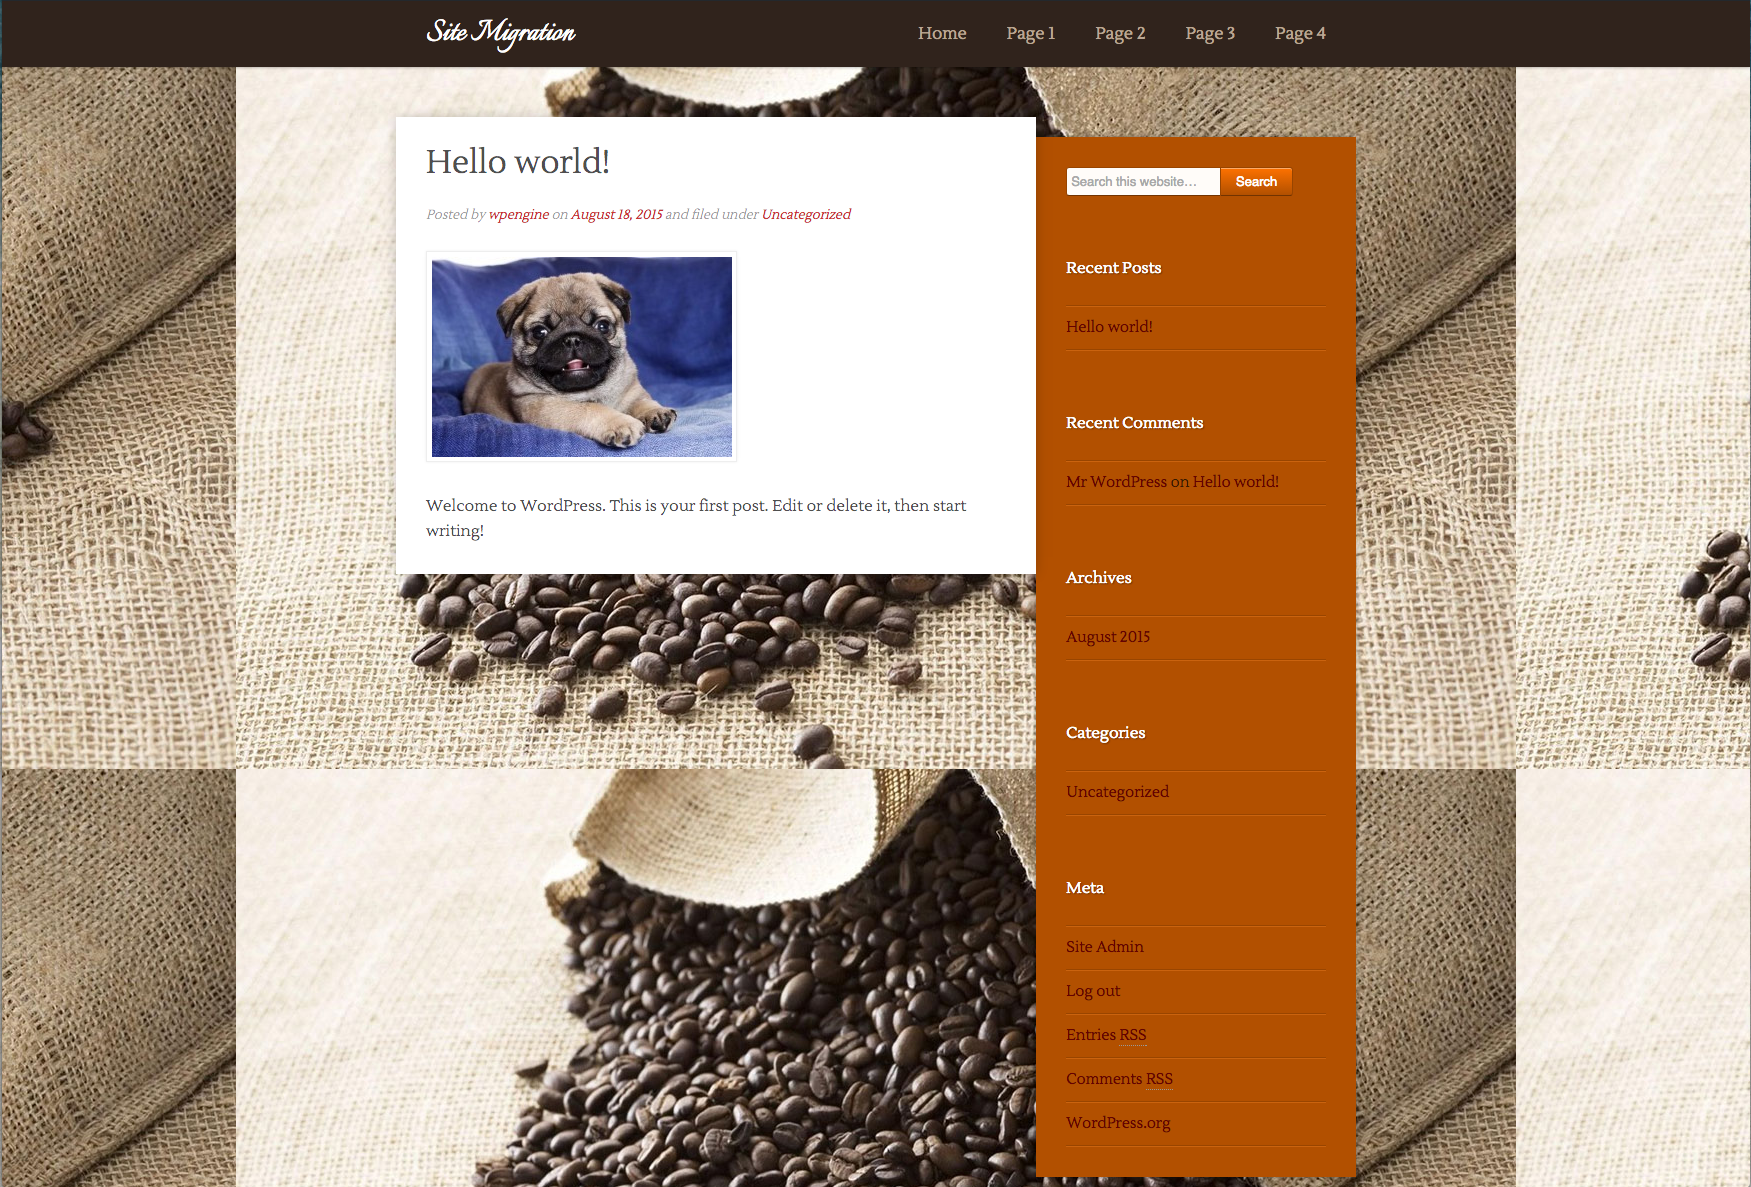 Site Migration
Home Page 1 Page 2 Page 3 Page 4
Hello world!
Posted by wpengine on August 18, 2015 and filed under Uncategorized
Welcome to WordPress. This is your first post. Edit or delete it, then start
writing!
Search this website… Search
Recent Posts
Hello world!
Recent Comments
Mr WordPress on Hello world!
Archives
August 2015
Categories
Uncategorized
Meta
Site Admin
Log out
Entries RSS
Comments RSS
WordPress.org